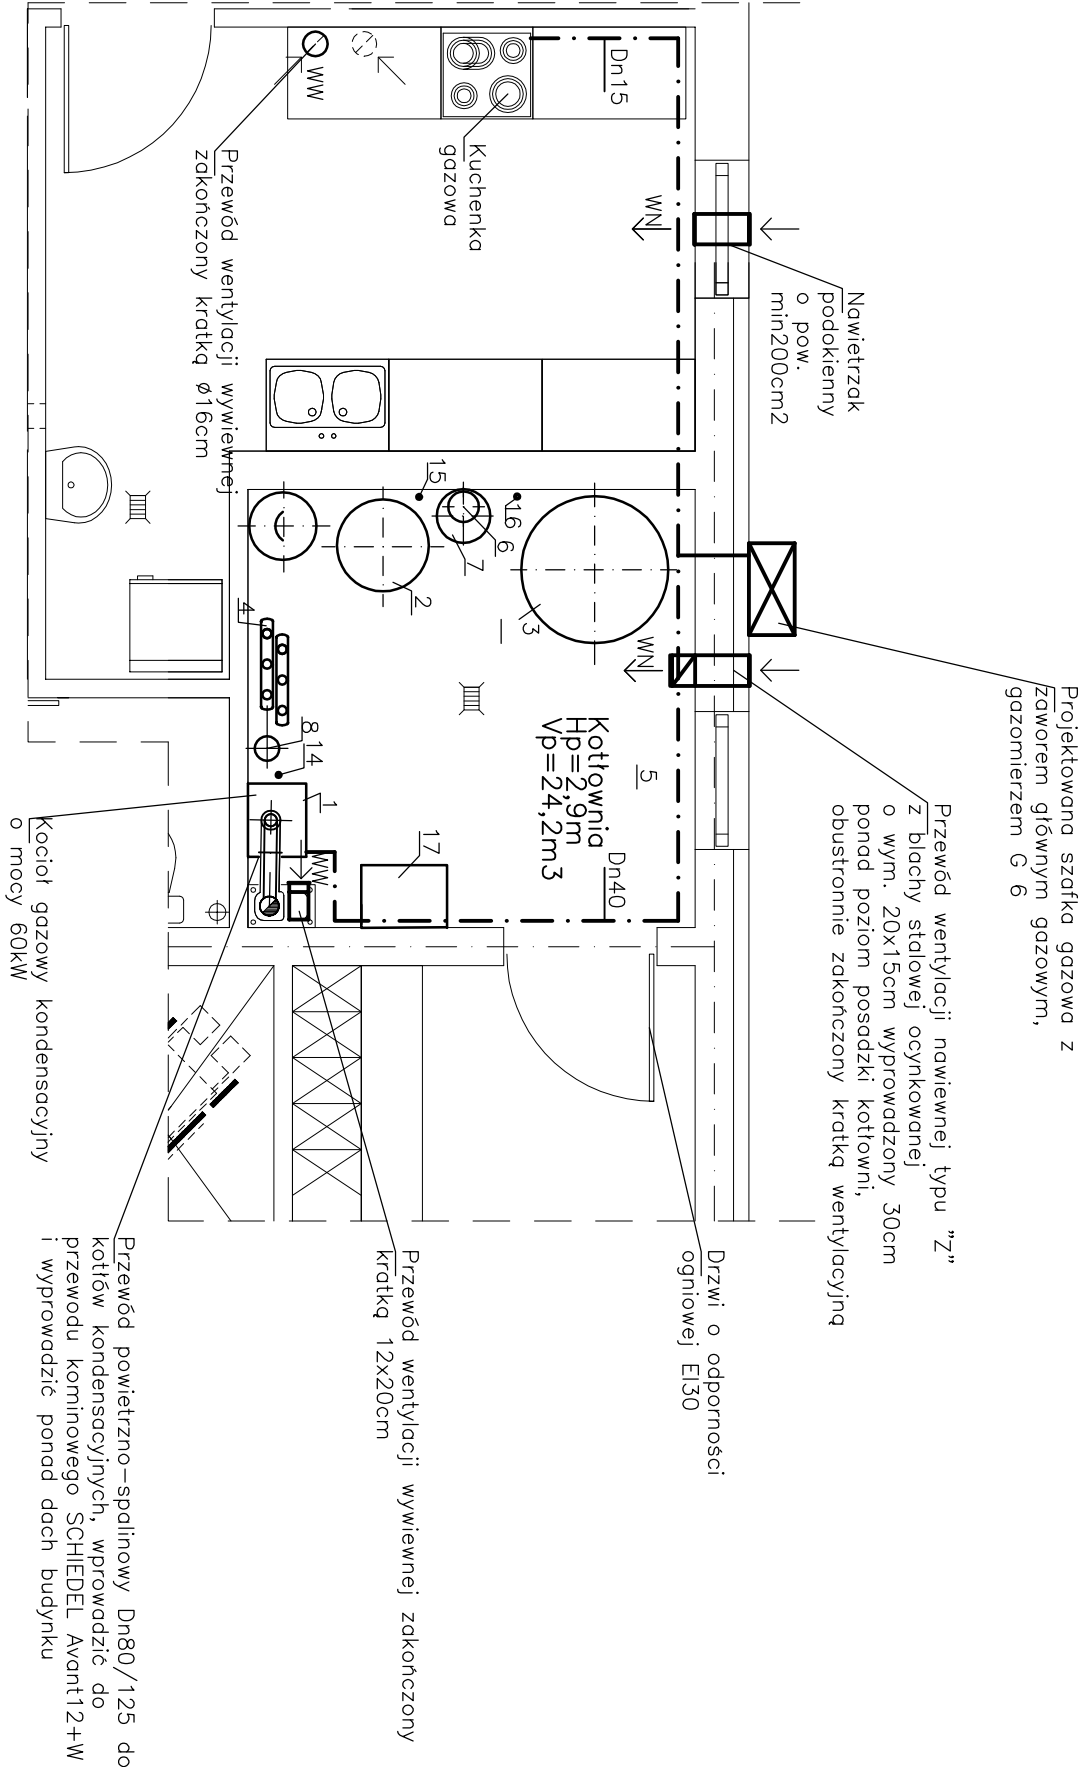 Projektowana szafka gazowa z
zaworem głównym gazowym,
gazomierzem G 6
Przewód wentylacji nawiewnej typu "Z"
z blachy stalowej ocynkowanej
o wym. 20x15cm wyprowadzony 30cm
ponad poziom posadzki kotłowni,
obustronnie zakończony kratką wentylacyjną
Nawietrzak
podokienny
o pow.
min200cm2
Drzwi o odporności
ogniowej EI30
WN
WN
Dn15
Kuchenka
gazowa
WW
Przewód wentylacji wywiewnej
zakończony kratką ø16cm
Kotłownia
Hp=2,9m
Vp=24,2m3
5
Dn40
3
16
6
7
15
2
4
8
14
1
17
WW
Przewód wentylacji wywiewnej zakończony
kratką 12x20cm
Przewód powietrzno-spalinowy Dn80/125 do
kotłów kondensacyjnych, wprowadzić do
przewodu kominowego SCHIEDEL Avant12+W
i wyprowadzić ponad dach budynku
Kocioł gazowy kondensacyjny
o mocy 60kW